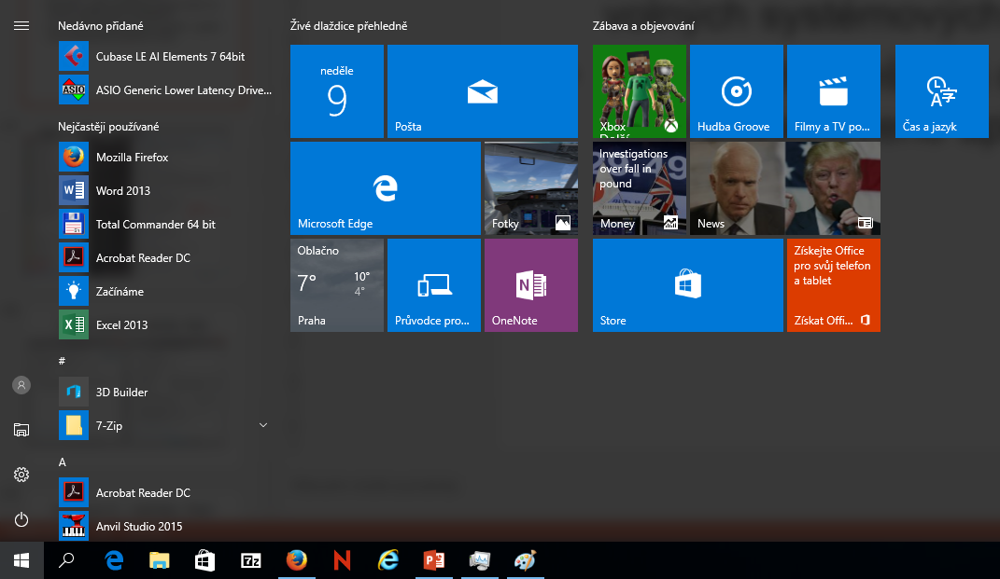 Nedávno přidané
Cubase LE AI Elements 7 64bit
ASIO
ASIO Generic Lower Latency Drive...
Nejčastěji používané
Mozilla Firefox
Word 2013
Total Commander 64 bit
Acrobat Reader DC
Začínáme
Excel 2013
#
3D Builder
7-Zip
A
Acrobat Reader DC
Anvil Studio 2015
Živé dlaždice přehledně
neděle
9
Pošta
Microsoft Edge
Fotky
Oblačno
7° 10°
4°
Praha
Průvodce pro...
N
OneNote
Zábava a objevování
Xbox
Další
Hudba Groove
Filmy a TV po...
Čas a jazyk
Investigations
over fall in
pound
Money
News
Store
Získejte Office
pro svůj telefon
a tablet
Získat Offi...
7z
N